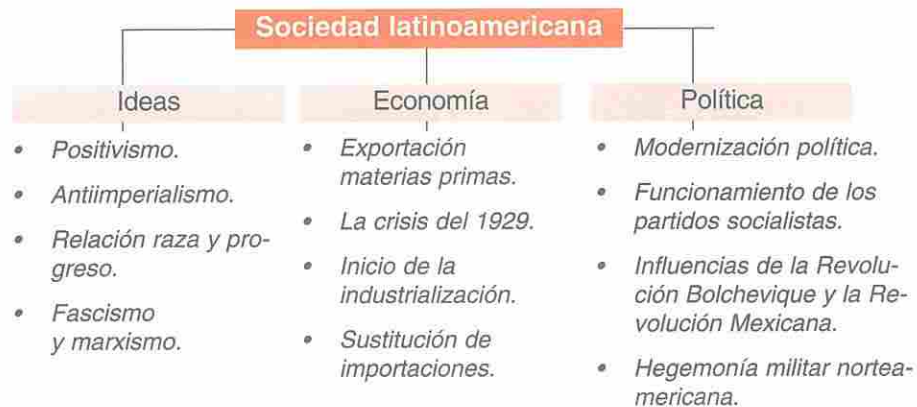 Sociedad latinoamericana
Ideas
• Positivismo.
• Antiimperialismo.
• Relación raza y pro-
greso.
• Fascismo
y marxismo.
Economía
• Exportación
materias primas.
• La crisis del 1929.
• Inicio de la
industrialización.
• Sustitución de
importaciones.
Política
• Modernización política.
• Funcionamiento de los
partidos socialistas.
• Influencias de la Revolu-
ción Bolchevique y la Re-
volución Mexicana.
• Hegemonía militar nortea-
mericana.